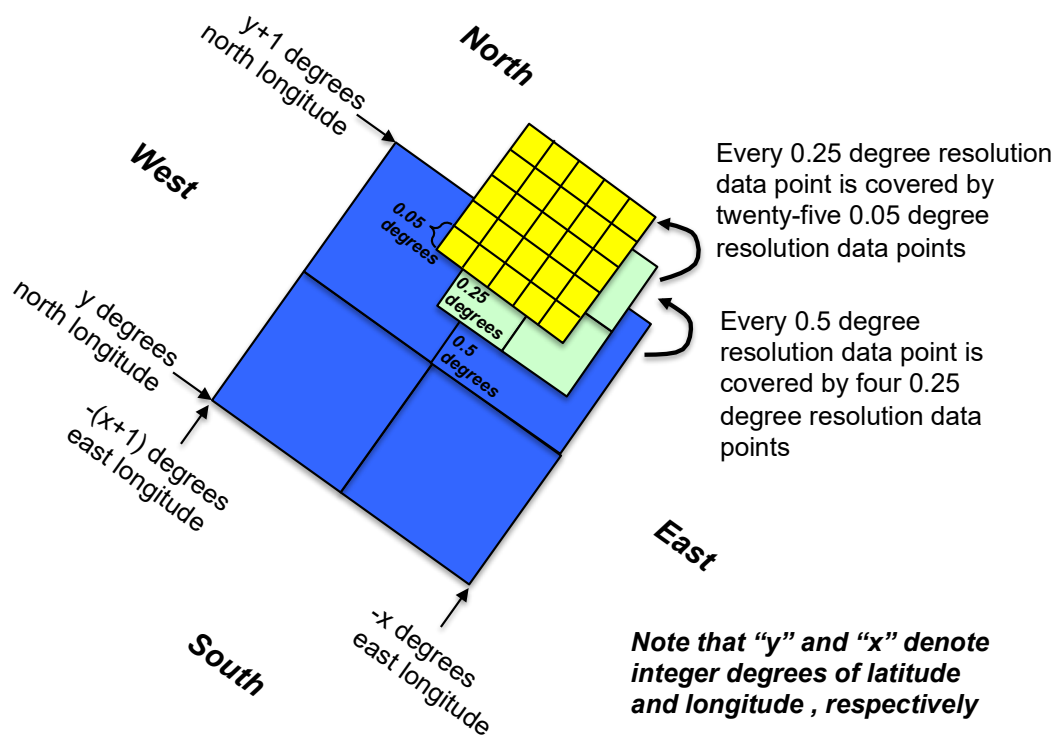 North
y+1 degrees
north longitude
West
Every 0.25 degree resolution
data point is covered by
twenty-five 0.05 degree
resolution data points
0.05
degrees
0.25
degrees
0.5
degrees
Every 0.5 degree
resolution data point is
covered by four 0.25
degree resolution data
points
y degrees
north longitude
-(x+1) degrees
east longitude
East
-x degrees
east longitude
South
Note that “y” and “x” denote
integer degrees of latitude
and longitude , respectively